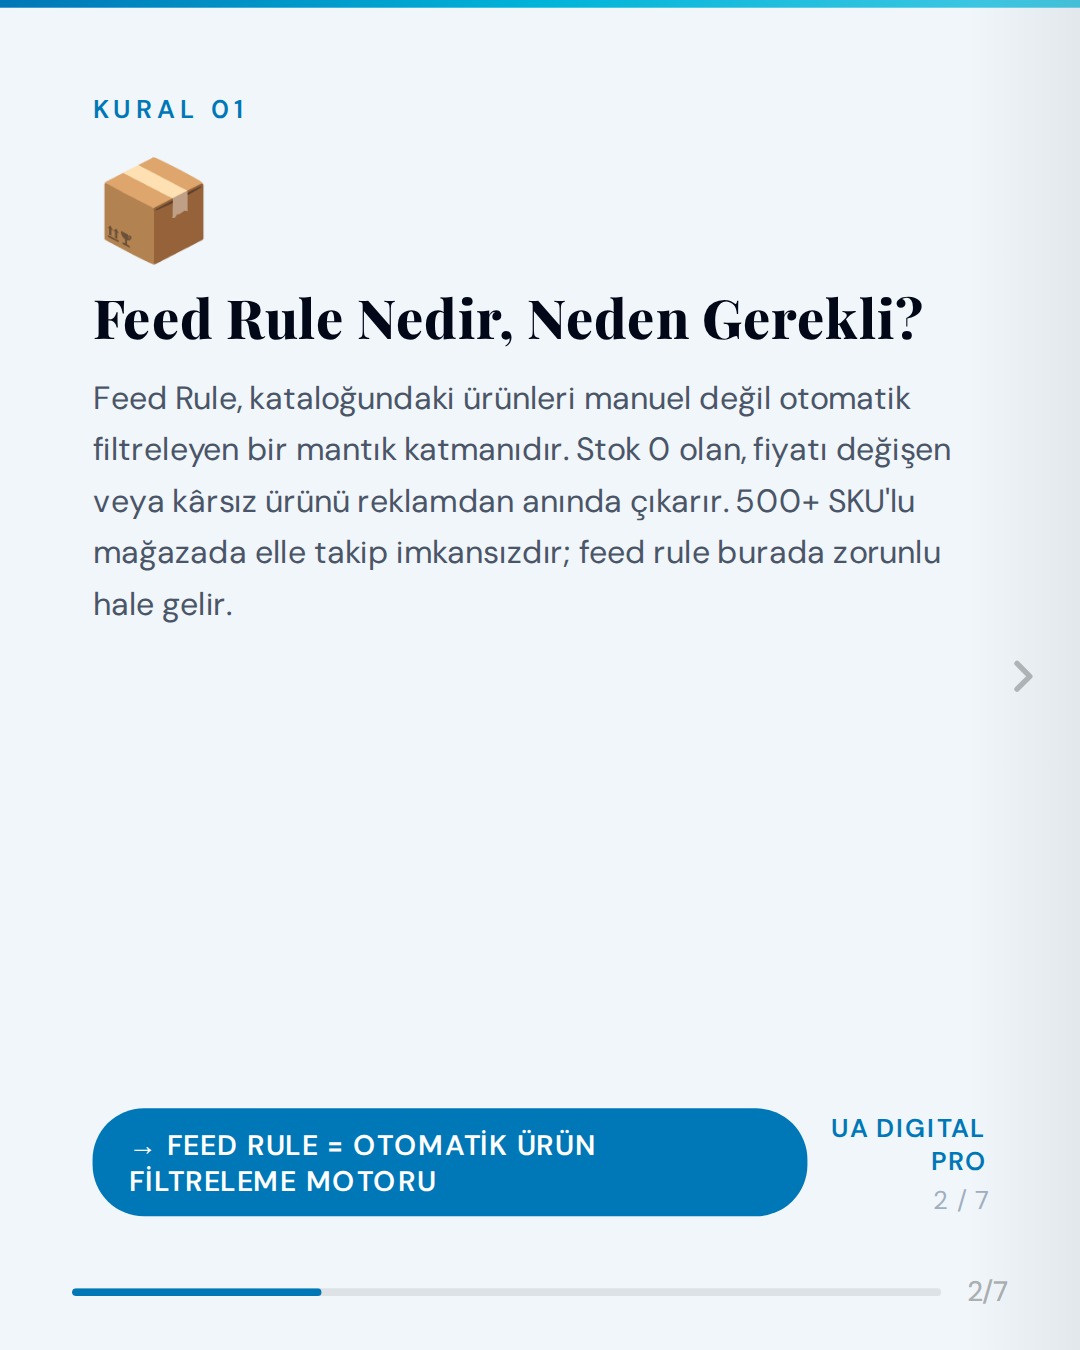 KURAL 01
Feed Rule Nedir, Neden Gerekli?
Feed Rule, kataloğundaki ürünleri manuel değil otomatik
filtreleyen bir mantık katmanıdır. Stok 0 olan, fiyatı değişen
veya kârsız ürünü reklamdan anında çıkarır. 500+ SKU'lu
mağazada elle takip imkansızdır; feed rule burada zorunlu
hale gelir.
→ FEED RULE = OTOMATİK ÜRÜN
FİLTRELEME MOTORU
UA DIGITAL
PRO
2 / 7
2/7